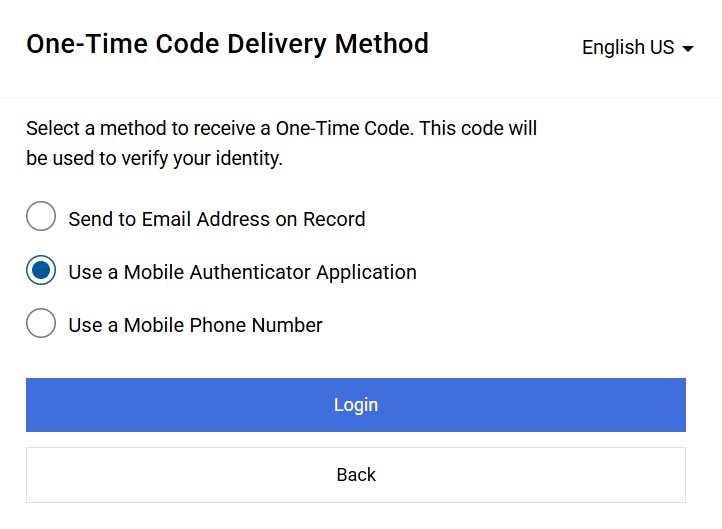 One-Time Code Delivery Method
English US
Select a method to receive a One-Time Code. This code will
be used to verify your identity.
Send to Email Address on Record
Use a Mobile Authenticator Application
Use a Mobile Phone Number
Login
Back